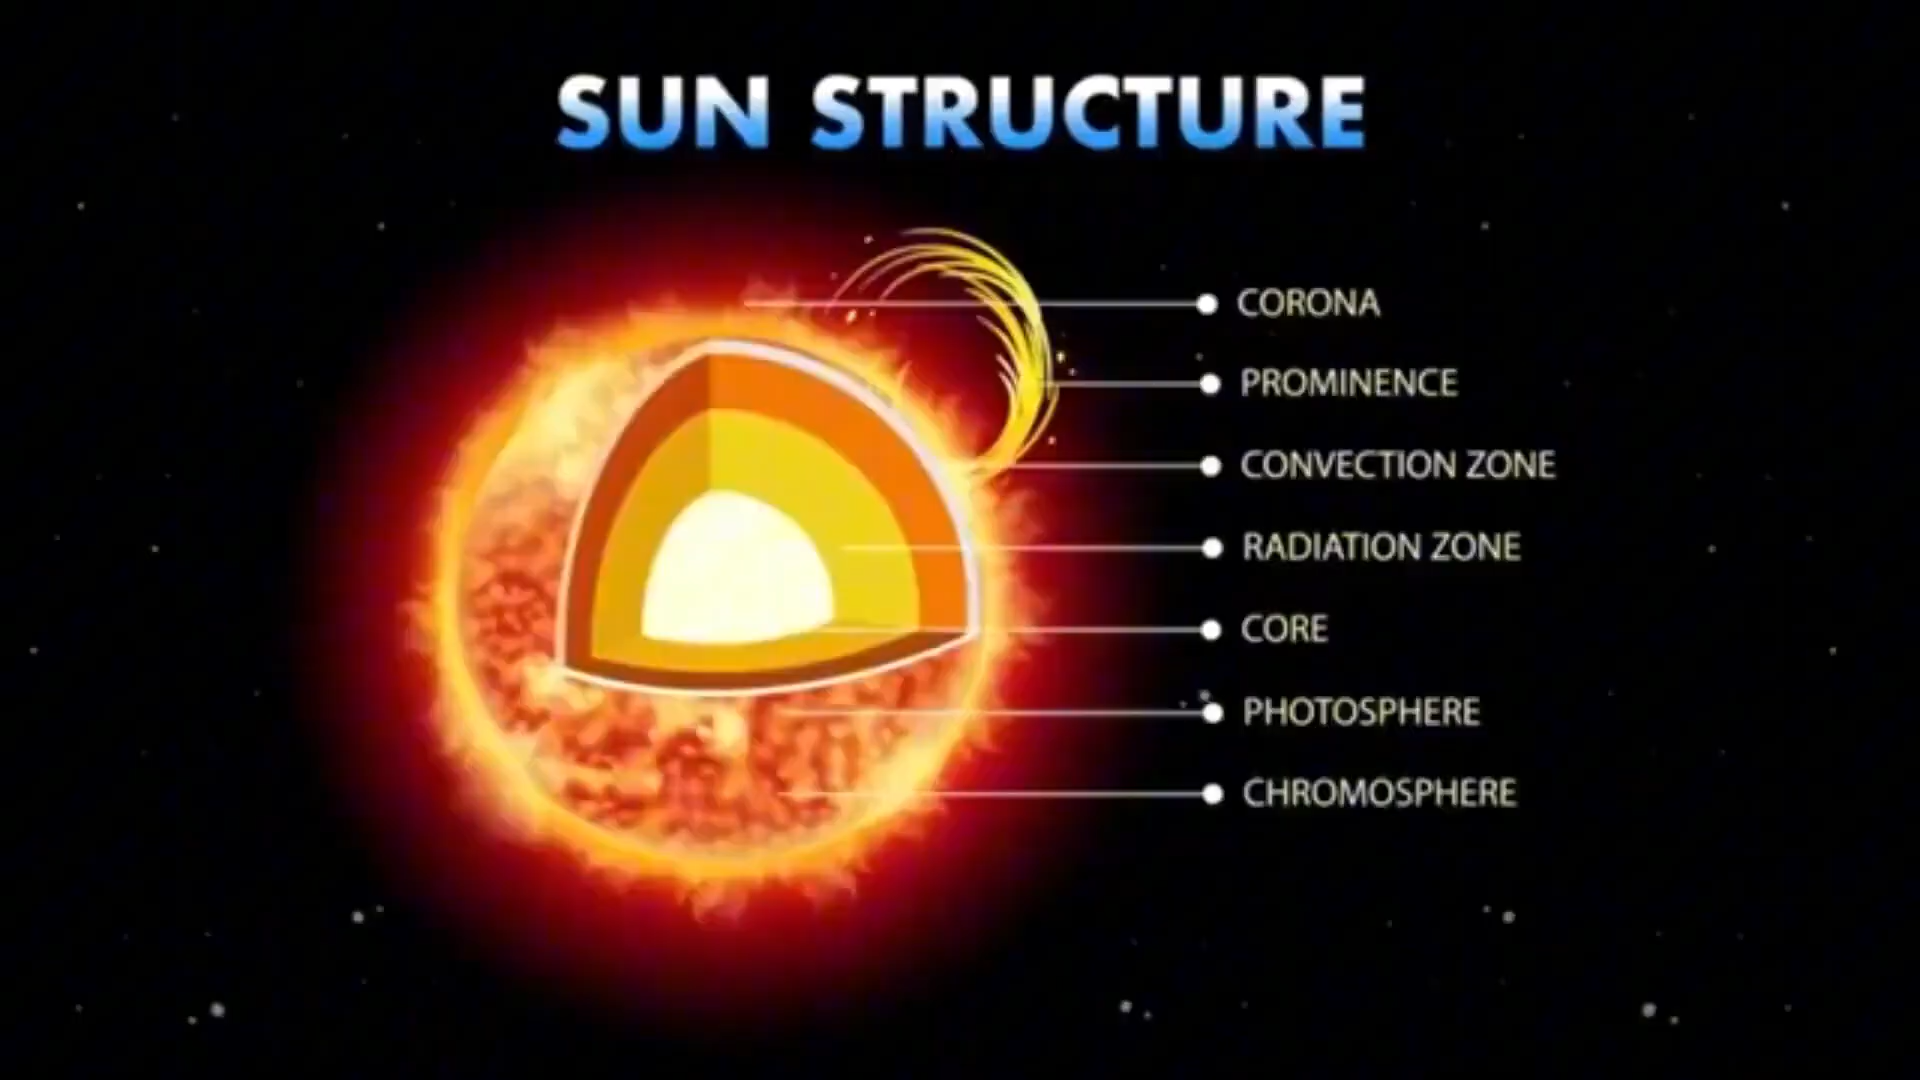 SUN STRUCTURE
CORONA
PROMINENCE
CONVECTION ZONE
RADIATION ZONE
CORE
PHOTOSPHERE
CHROMOSPHERE